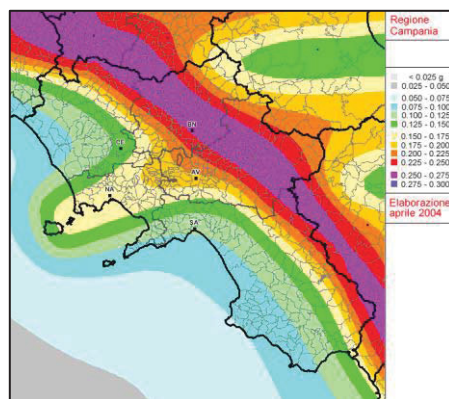 Regione
Campania
< 0.025 g
0.025 - 0.050
0.050 - 0.075
0.075 - 0.100
0.100 - 0.125
0.125 - 0.150
0.150 - 0.175
0.175 - 0.200
0.200 - 0.225
0.225 - 0.250
0.250 - 0.275
0.275 - 0.300
Elaborazione
aprile 2004
BN
CE
AV
NA
SA